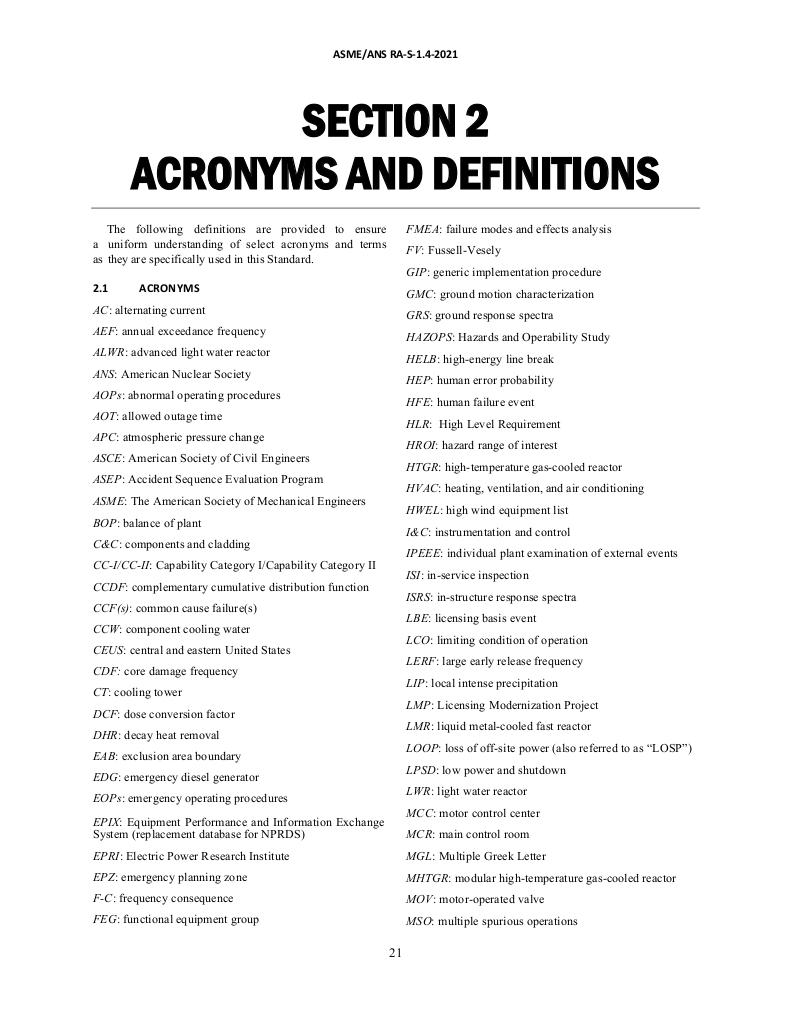 ASME/ANS RA-S-1.4-2021
SECTION 2
ACRONYMS AND DEFINITIONS
The following definitions are provided to ensure
a uniform understanding of select acronyms and terms
as they are specifically used in this Standard.
2.1 ACRONYMS
AC: alternating current
AEF: annual exceedance frequency
ALWR: advanced light water reactor
ANS: American Nuclear Society
AOPs: abnormal operating procedures
AOT: allowed outage time
APC: atmospheric pressure change
ASCE: American Society of Civil Engineers
ASEP: Accident Sequence Evaluation Program
ASME: The American Society of Mechanical Engineers
BOP: balance of plant
C&C: components and cladding
CC-I/CC-II: Capability Category I/Capability Category II
CCDF: complementary cumulative distribution function
CCF(s): common cause failure(s)
CCW: component cooling water
CEUS: central and eastern United States
CDF: core damage frequency
CT: cooling tower
DCF: dose conversion factor
DHR: decay heat removal
EAB: exclusion area boundary
EDG: emergency diesel generator
EOPs: emergency operating procedures
EPIX: Equipment Performance and Information Exchange
System (replacement database for NPRDS)
EPRI: Electric Power Research Institute
EPZ: emergency planning zone
F-C: frequency consequence
FEG: functional equipment group
FMEA: failure modes and effects analysis
FV: Fussell-Vesely
GIP: generic implementation procedure
GMC: ground motion characterization
GRS: ground response spectra
HAZOPS: Hazards and Operability Study
HELB: high-energy line break
HEP: human error probability
HFE: human failure event
HLR: High Level Requirement
HROI: hazard range of interest
HTGR: high-temperature gas-cooled reactor
HVAC: heating, ventilation, and air conditioning
HWEL: high wind equipment list
I&C: instrumentation and control
IPEEE: individual plant examination of external events
ISI: in-service inspection
ISRS: in-structure response spectra
LBE: licensing basis event
LCO: limiting condition of operation
LERF: large early release frequency
LIP: local intense precipitation
LMP: Licensing Modernization Project
LMR: liquid metal-cooled fast reactor
LOOP: loss of off-site power (also referred to as “LOSP”)
LPSD: low power and shutdown
LWR: light water reactor
MCC: motor control center
MCR: main control room
MGL: Multiple Greek Letter
MHTGR: modular high-temperature gas-cooled reactor
MOV: motor-operated valve
MSO: multiple spurious operations
21